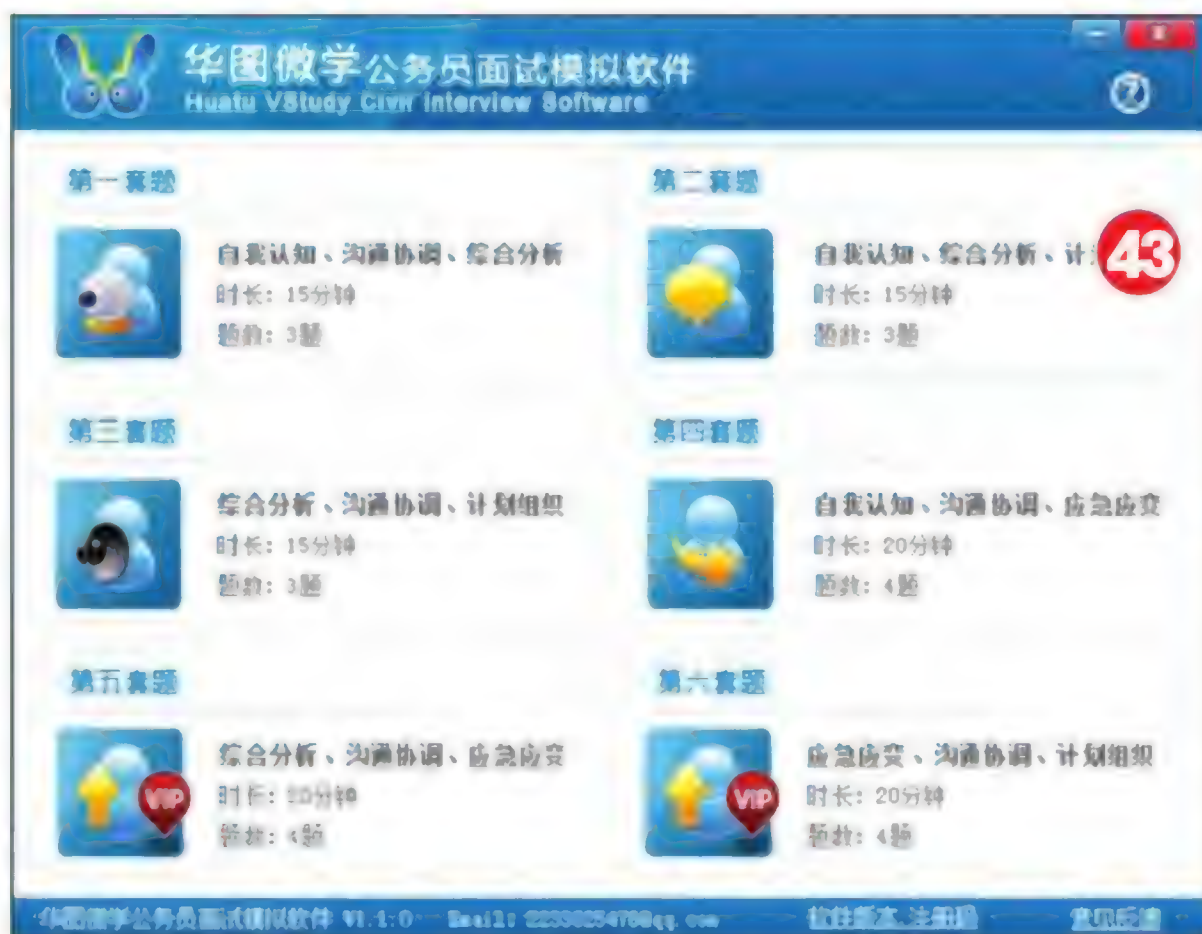 华图微学公务员面试模拟软件
Huatu VStudy Civil Interview Software
第一套题
自我认知、沟通协调、综合分析
时长：15分钟
题数：3题
第二套题
自我认知、综合分析、计
43
时长：15分钟
题数：3题
第三套题
综合分析、沟通协调、计划组织
时长：15分钟
题数：3题
第四套题
自我认知、沟通协调、应急应变
时长：20分钟
题数：4题
第五套题
综合分析、沟通协调、应急应变
时长：20分钟
题数：4题
VIP
第六套题
应急应变、沟通协调、计划组织
时长：20分钟
题数：4题
VIP
华图微学公务员面试模拟软件 V1.1.0 Email:
软件版本:注册版
意见反馈